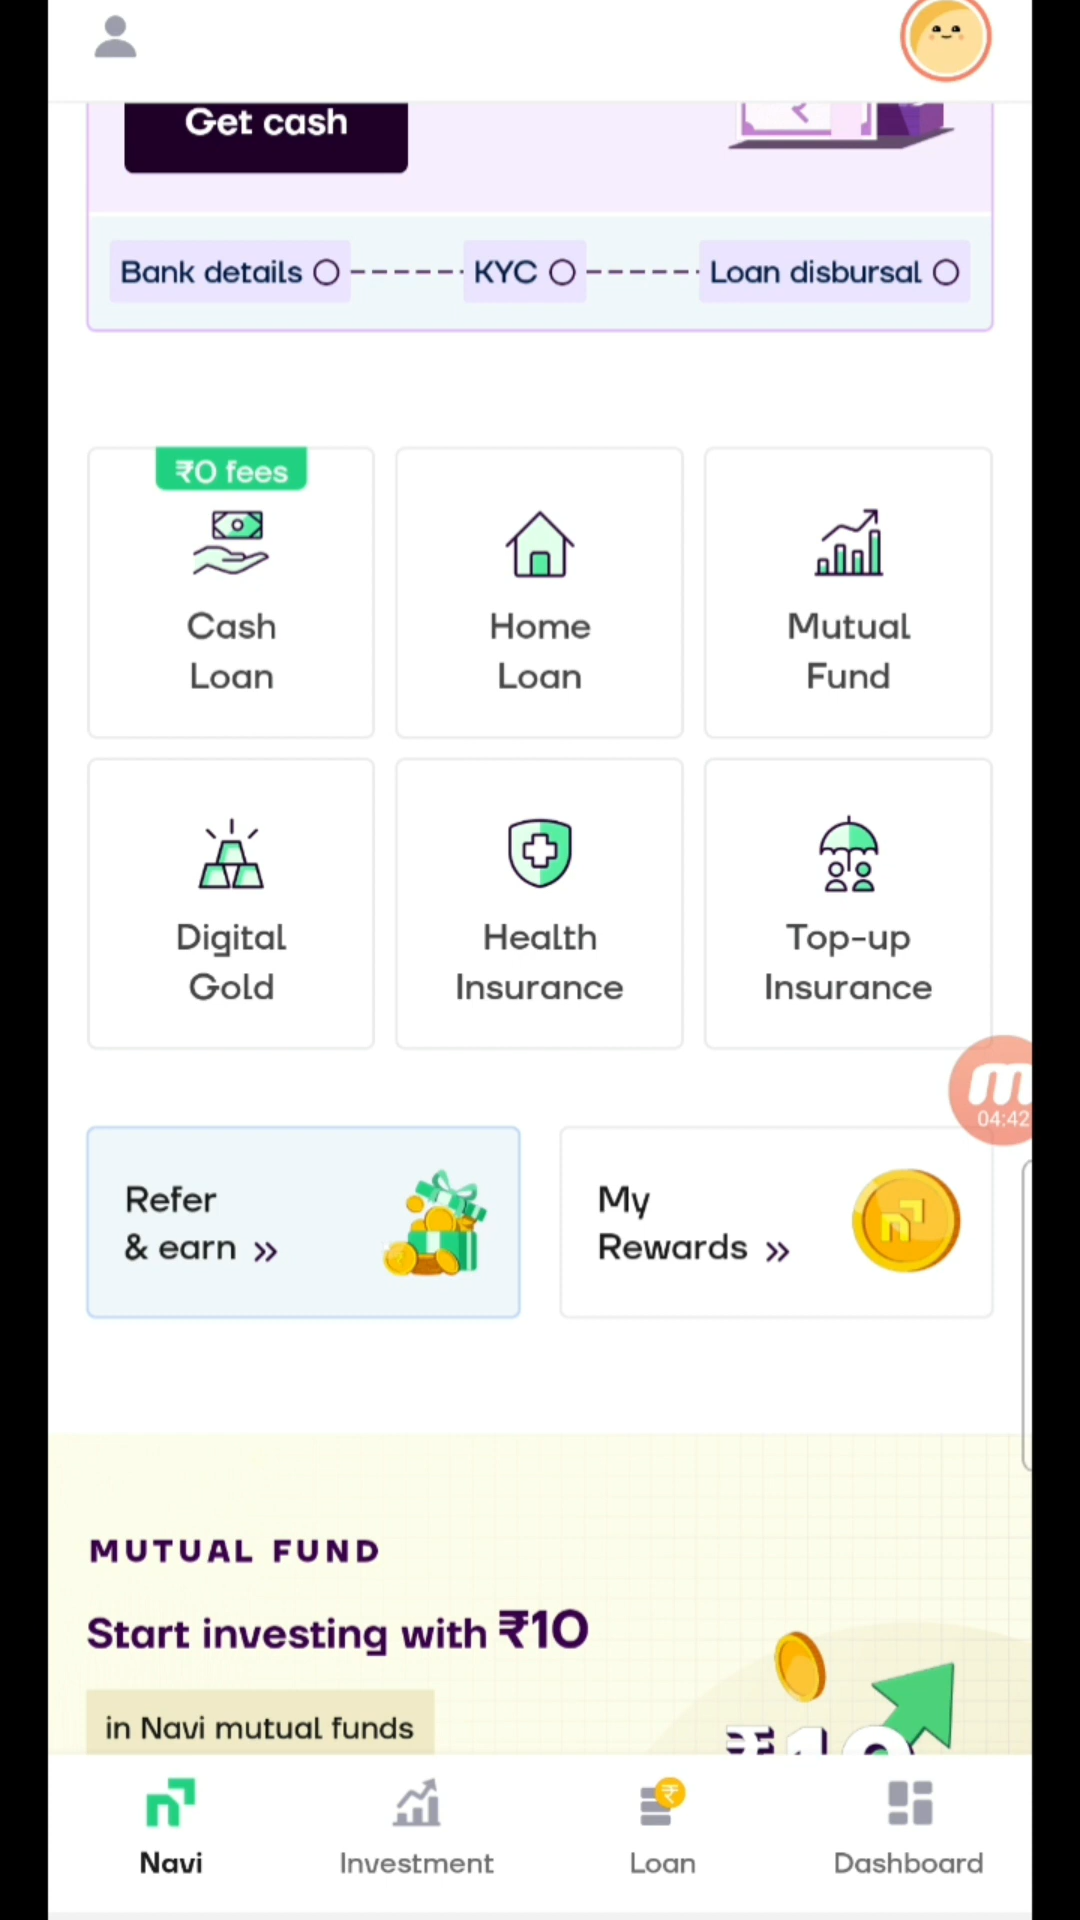 Get cash
Bank details
KYC
Loan disbursal
₹0 fees
Cash
Loan
Home
Loan
Mutual
Fund
Digital
Gold
Health
Insurance
Top-up
Insurance
04:42
Refer
& earn »
My
Rewards »
MUTUAL FUND
Start investing with ₹10
in Navi mutual funds
₹10
Navi
Investment
Loan
Dashboard